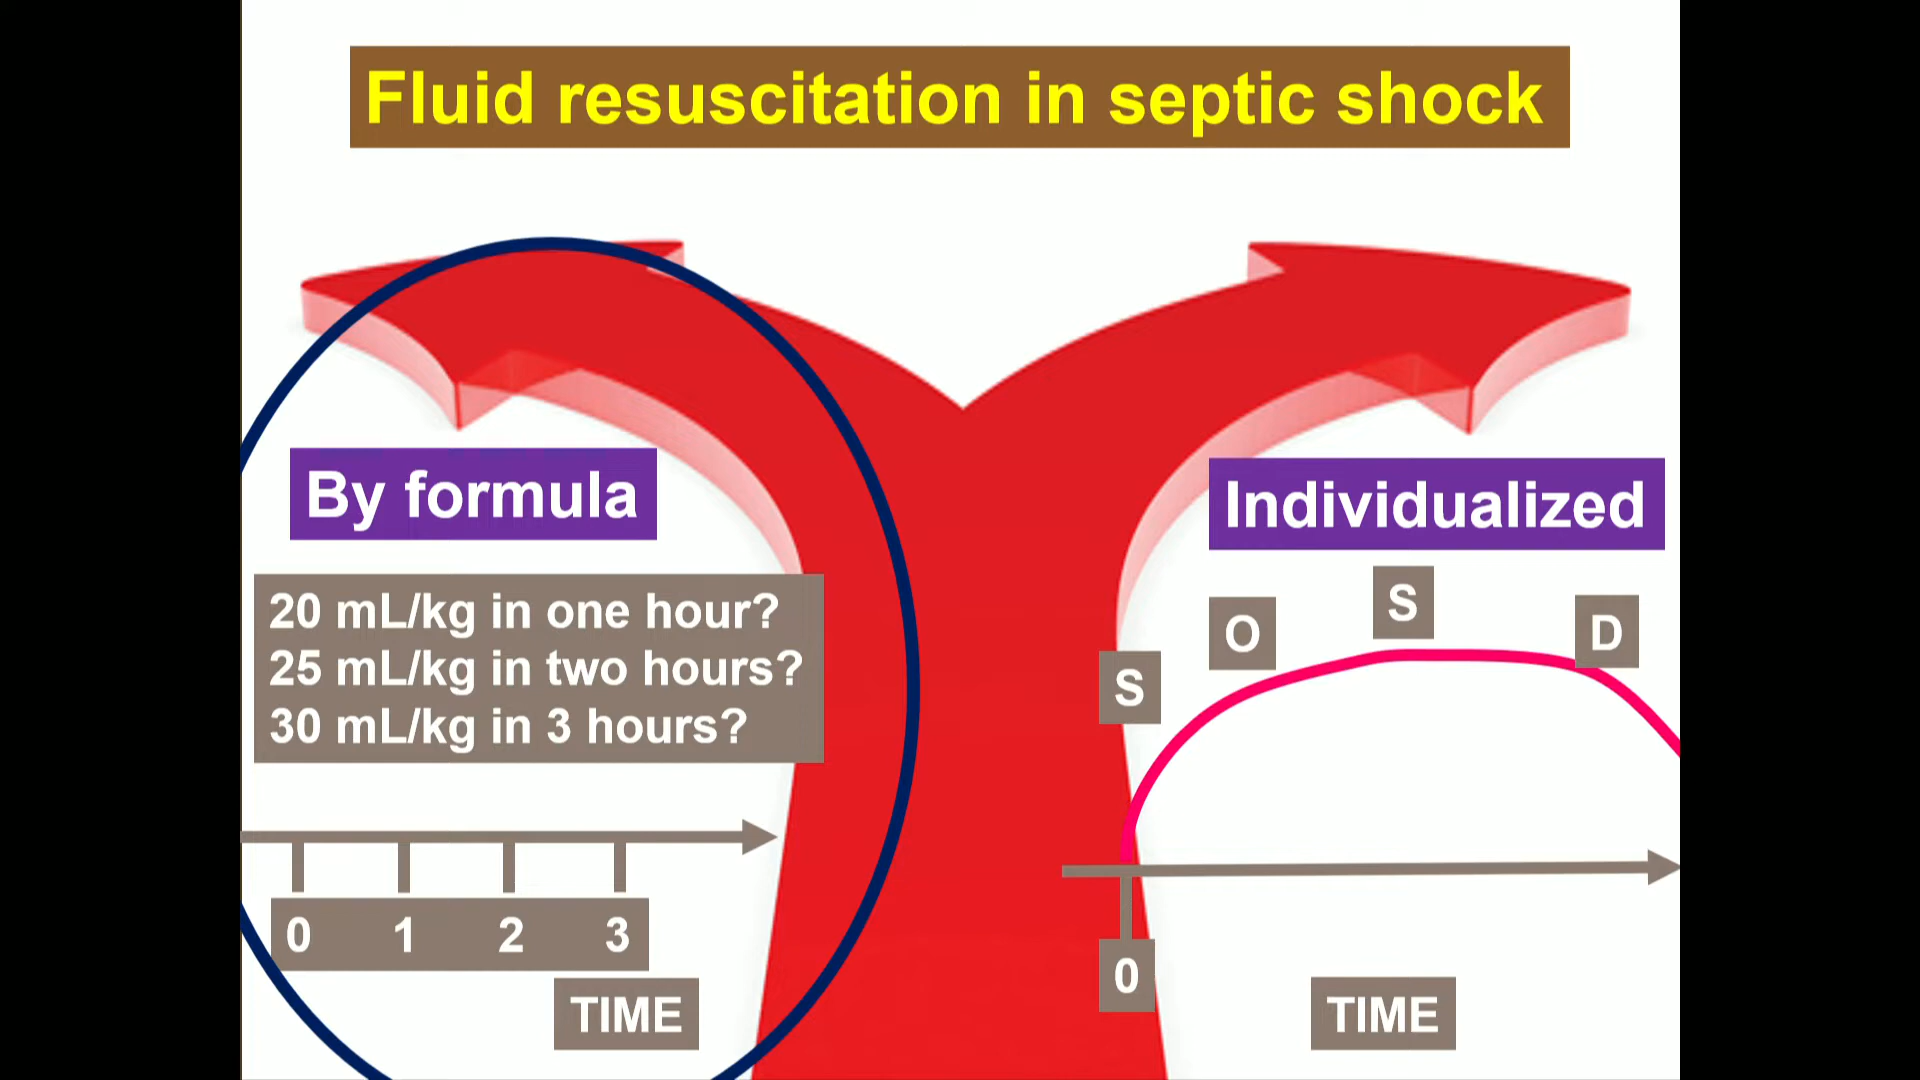 Fluid resuscitation in septic shock
By formula
20 mL/kg in one hour?
25 mL/kg in two hours?
30 mL/kg in 3 hours?
0 1 2 3
TIME
Individualized
S
O
S
D
0
TIME